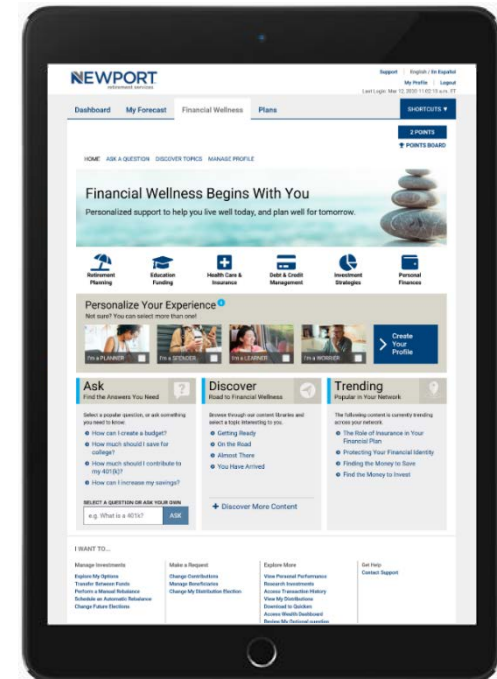 NEWPORT
retirement services
Support | English / En Español
My Profile | Logout
Last Login: Mar 12, 2020 11:02:15 a.m. ET
Dashboard My Forecast Financial Wellness Plans
SHORTCUTS ▼
2 POINTS
POINTS BOARD
HOME ASK A QUESTION DISCOVER TOPICS MANAGE PROFILE
Financial Wellness Begins With You
Personalized support to help you live well today, and plan well for tomorrow.
Retirement Planning
Education Funding
Health Care & Insurance
Debt & Credit Management
Investment Strategies
Personal Finances
Personalize Your Experience
Not sure? You can select more than one!
I'm a PLANNER
I'm a SPENDER
I'm a LEARNER
I'm a WORRIER
Create
Your
Profile
Ask
Find the Answers You Need
Select a popular question, or ask something
you need to know:
How can I create a budget?
How much should I save for
college?
How much should I contribute to
my 401(k)?
How can I increase my savings?
SELECT A QUESTION OR ASK YOUR OWN
e.g. What is a 401k? ASK
Discover
Road to Financial Wellness
Browse through our content libraries and
select a topic interesting to you.
Getting Ready
On the Road
Almost There
You Have Arrived
+ Discover More Content
Trending
Popular in Your Network
The following content is currently trending
across your network.
The Role of Insurance in Your
Financial Plan
Protecting Your Financial Identity
Finding the Money to Save
Find the Money to Invest
I WANT TO...
Manage Investments
Explore My Options
Transfer Between Funds
Perform a Manual Rebalance
Schedule an Automatic Rebalance
Change Future Elections
Make a Request
Change Contributions
Manage Beneficiaries
Change My Distribution Election
Explore More
View Personal Performance
Research Investments
Access Transaction History
View My Distributions
Download to Quicken
Access Wealth Dashboard
Get Help
Contact Support